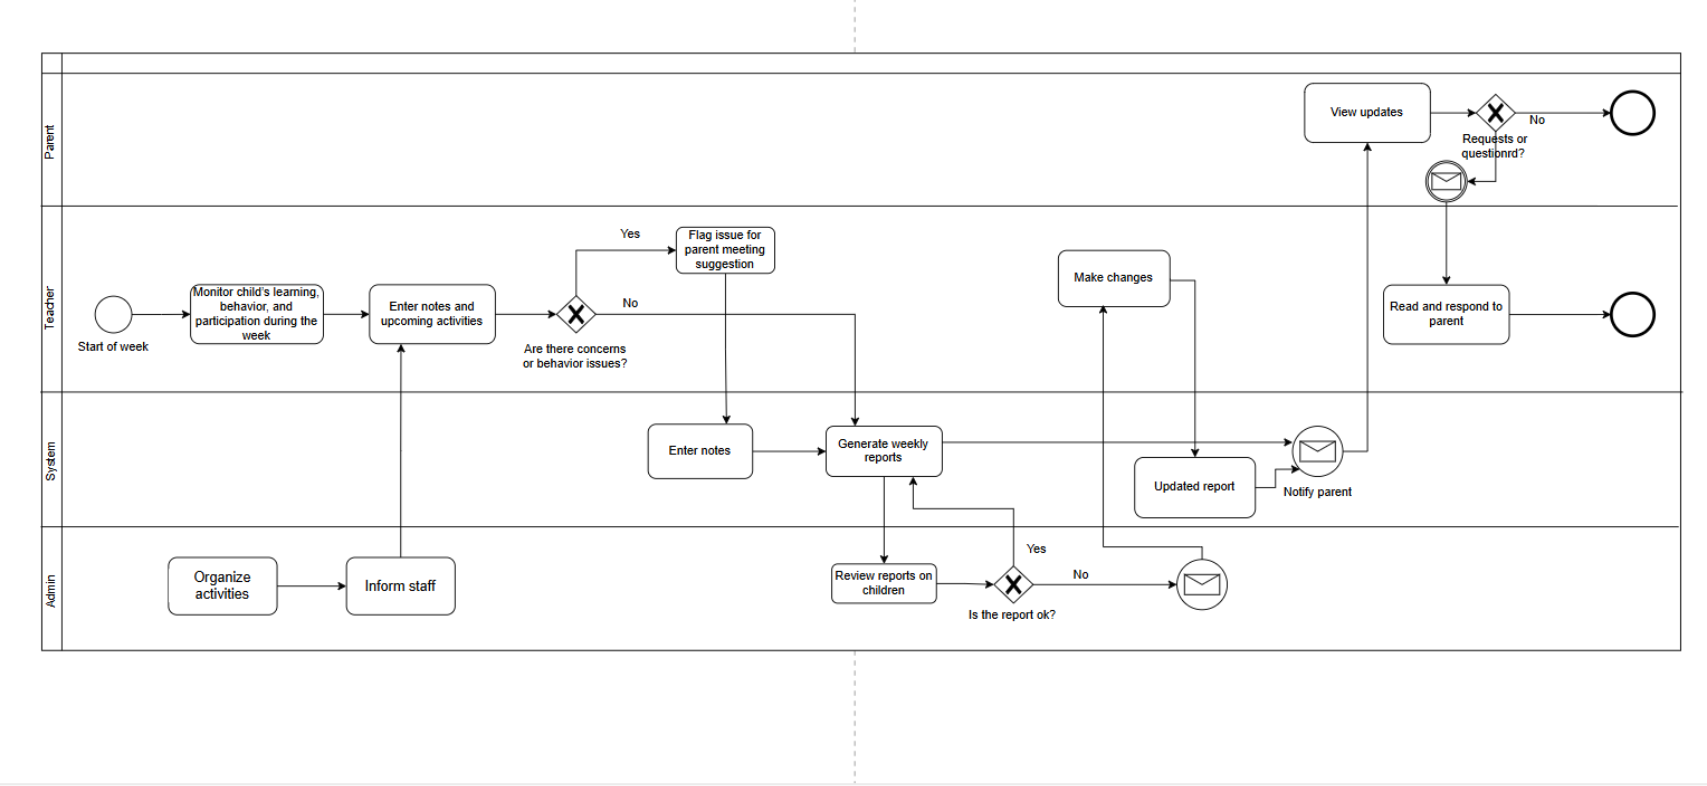 Parent
View updates
No
Requests or
questionrd?
Teacher
Start of week
Monitor child's learning,
behavior, and
participation during the
week
Enter notes and
upcoming activities
Are there concerns
or behavior issues?
Yes
No
Flag issue for
parent meeting
suggestion
Make changes
Read and respond to
parent
System
Enter notes
Generate weekly
reports
Updated report
Notify parent
Admin
Organize
activities
Inform staff
Review reports on
children
Yes
No
Is the report ok?